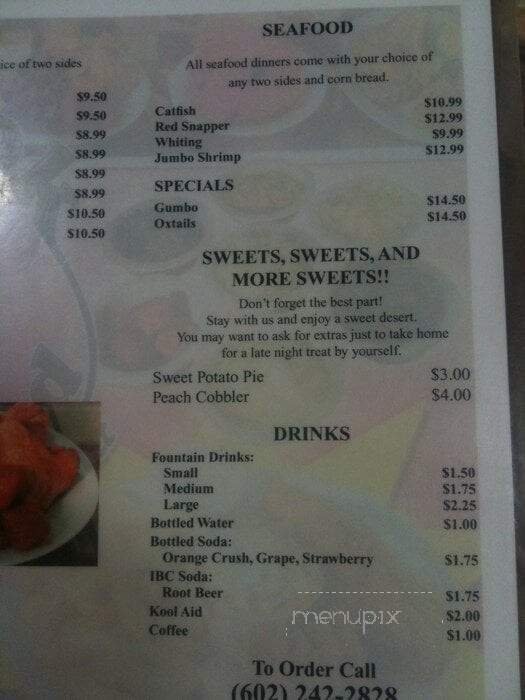 ice of two sides
$9.50
$9.50
$8.99
$8.99
$8.99
$8.99
$10.50
$10.50
SEAFOOD
All seafood dinners come with your choice of
any two sides and corn bread.
Catfish $10.99
Red Snapper $12.99
Whiting $9.99
Jumbo Shrimp $12.99
SPECIALS
Gumbo $14.50
Oxtails $14.50
SWEETS, SWEETS, AND
MORE SWEETS!!
Don't forget the best part!
Stay with us and enjoy a sweet desert.
You may want to ask for extras just to take home
for a late night treat by yourself.
Sweet Potato Pie $3.00
Peach Cobbler $4.00
DRINKS
Fountain Drinks:
Small $1.50
Medium $1.75
Large $2.25
Bottled Water $1.00
Bottled Soda:
Orange Crush, Grape, Strawberry $1.75
IBC Soda:
Root Beer $1.75
Kool Aid $2.00
Coffee $1.00
menupix
To Order Call
(602) 242-2828